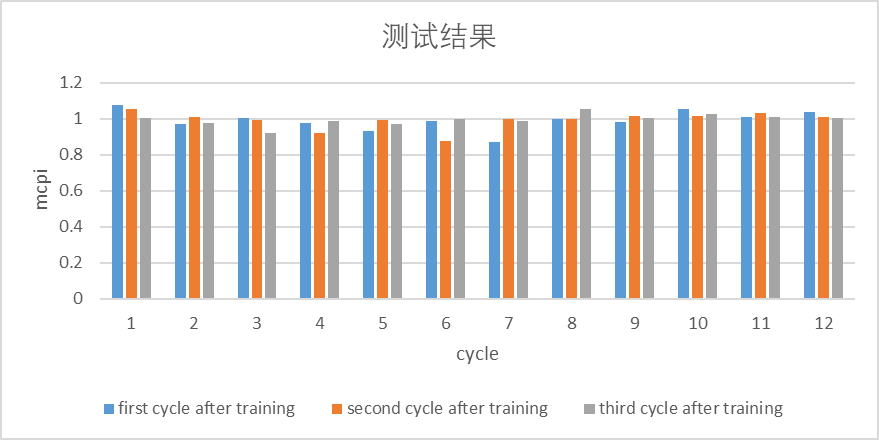 测试结果
1.2
1
0.8
0.6
0.4
0.2
0
mcpi
1 2 3 4 5 6 7 8 9 10 11 12
cycle
first cycle after training second cycle after training third cycle after training